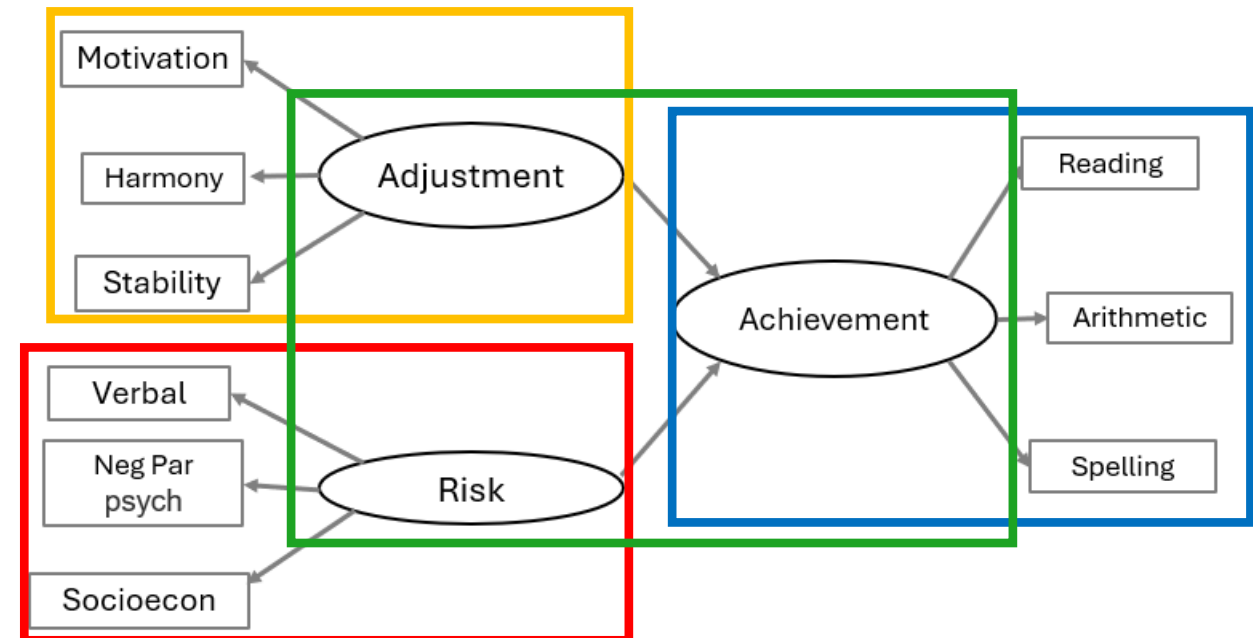 Motivation
Harmony
Stability
Adjustment
Verbal
Neg Par
psych
Socioecon
Risk
Achievement
Reading
Arithmetic
Spelling